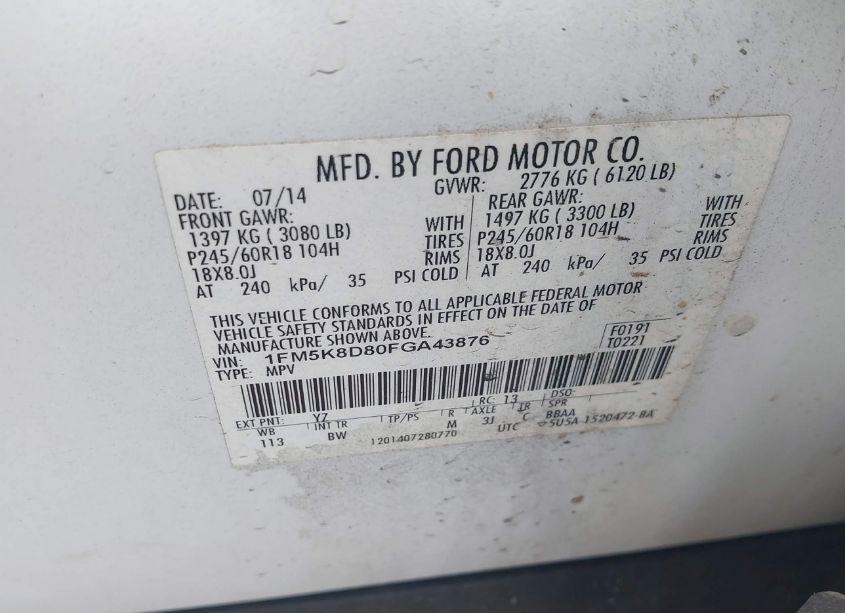 MFD. BY FORD MOTOR CO.
DATE: 07/14 GVWR: 2776 KG ( 6120 LB)
FRONT GAWR: REAR GAWR:
1397 KG ( 3080 LB) WITH 1497 KG ( 3300 LB) WITH
P245/60R18 104H TIRES P245/60R18 104H TIRES
18X8.0J RIMS 18X8.0J RIMS
AT 240 kPa/ 35 PSI COLD AT 240 kPa/ 35 PSI COLD
THIS VEHICLE CONFORMS TO ALL APPLICABLE FEDERAL MOTOR
VEHICLE SAFETY STANDARDS IN EFFECT ON THE DATE OF
MANUFACTURE SHOWN ABOVE.
VIN: 1FM5K8D80FGA43876 F0191
TYPE: MPV T0221
EXT PNT: YZ RC: 13 DSO:
WB INT TR TP/PS R AXLE TR SPR
113 BW M 3J C BBAA
1201407280770 UTC 5U5A-1520472-BA